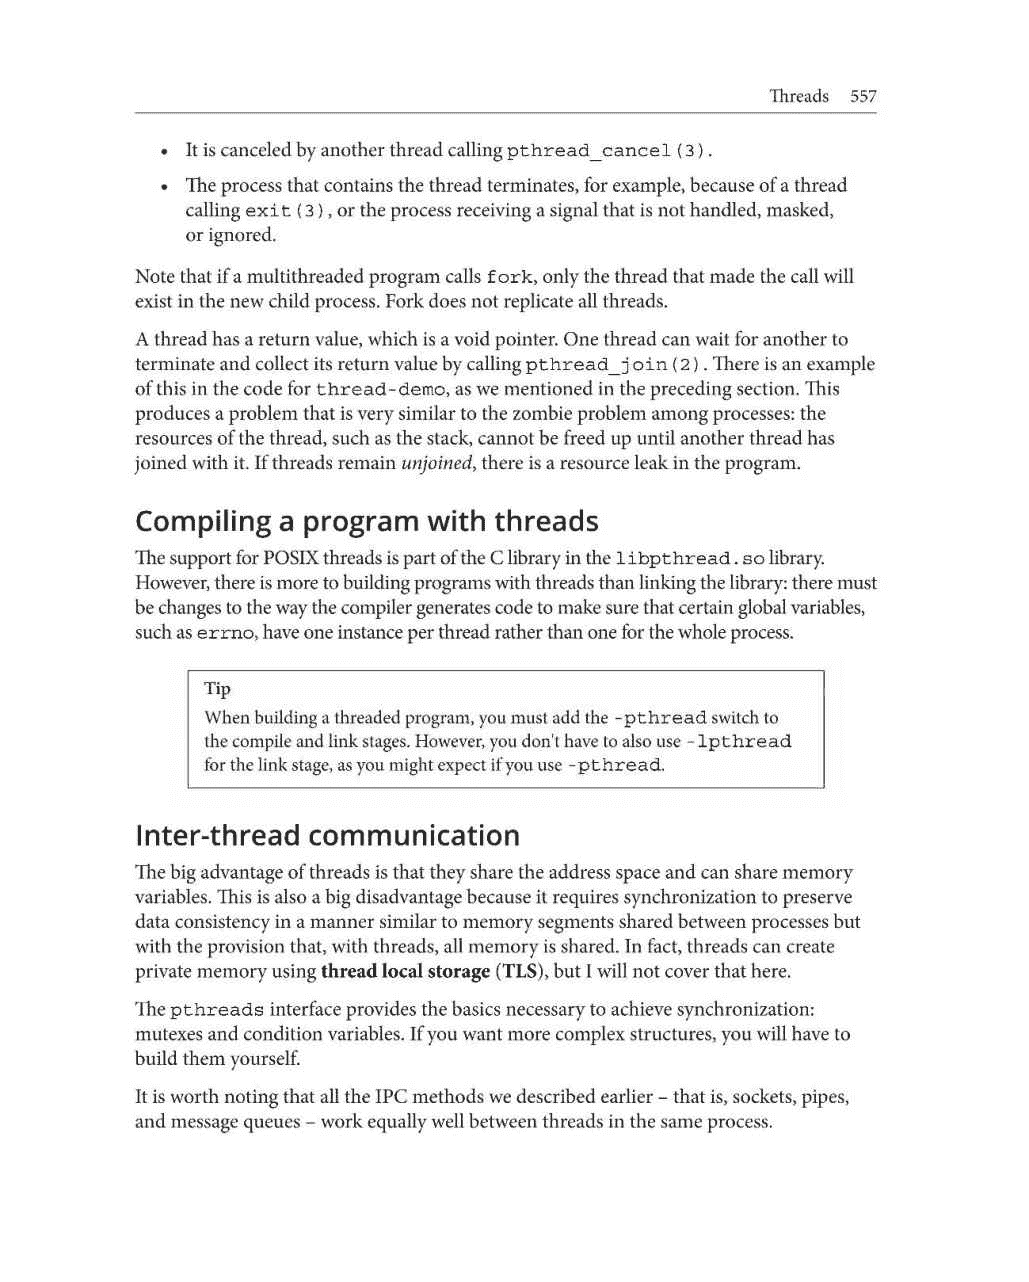 Threads 557
• It is canceled by another thread calling pthread_cancel(3).
• The process that contains the thread terminates, for example, because of a thread
calling exit(3), or the process receiving a signal that is not handled, masked,
or ignored.
Note that if a multithreaded program calls fork, only the thread that made the call will
exist in the new child process. Fork does not replicate all threads.
A thread has a return value, which is a void pointer. One thread can wait for another to
terminate and collect its return value by calling pthread_join(2). There is an example
of this in the code for thread-demo, as we mentioned in the preceding section. This
produces a problem that is very similar to the zombie problem among processes: the
resources of the thread, such as the stack, cannot be freed up until another thread has
joined with it. If threads remain unjoined, there is a resource leak in the program.
Compiling a program with threads
The support for POSIX threads is part of the C library in the libpthread.so library.
However, there is more to building programs with threads than linking the library: there must
be changes to the way the compiler generates code to make sure that certain global variables,
such as errno, have one instance per thread rather than one for the whole process.
Tip
When building a threaded program, you must add the -pthread switch to
the compile and link stages. However, you don't have to also use -lpthread
for the link stage, as you might expect if you use -pthread.
Inter-thread communication
The big advantage of threads is that they share the address space and can share memory
variables. This is also a big disadvantage because it requires synchronization to preserve
data consistency in a manner similar to memory segments shared between processes but
with the provision that, with threads, all memory is shared. In fact, threads can create
private memory using thread local storage (TLS), but I will not cover that here.
The pthreads interface provides the basics necessary to achieve synchronization:
mutexes and condition variables. If you want more complex structures, you will have to
build them yourself.
It is worth noting that all the IPC methods we described earlier – that is, sockets, pipes,
and message queues – work equally well between threads in the same process.